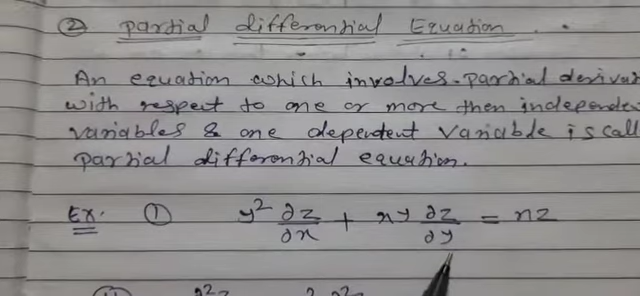 ② Partial differential Equation
An equation which involves partial derivat
with respect to one or more then independen
variables & one dependent variable is call
partial differential equation.
Ex. ① y² ∂z/∂x + xy ∂z/∂y = nz